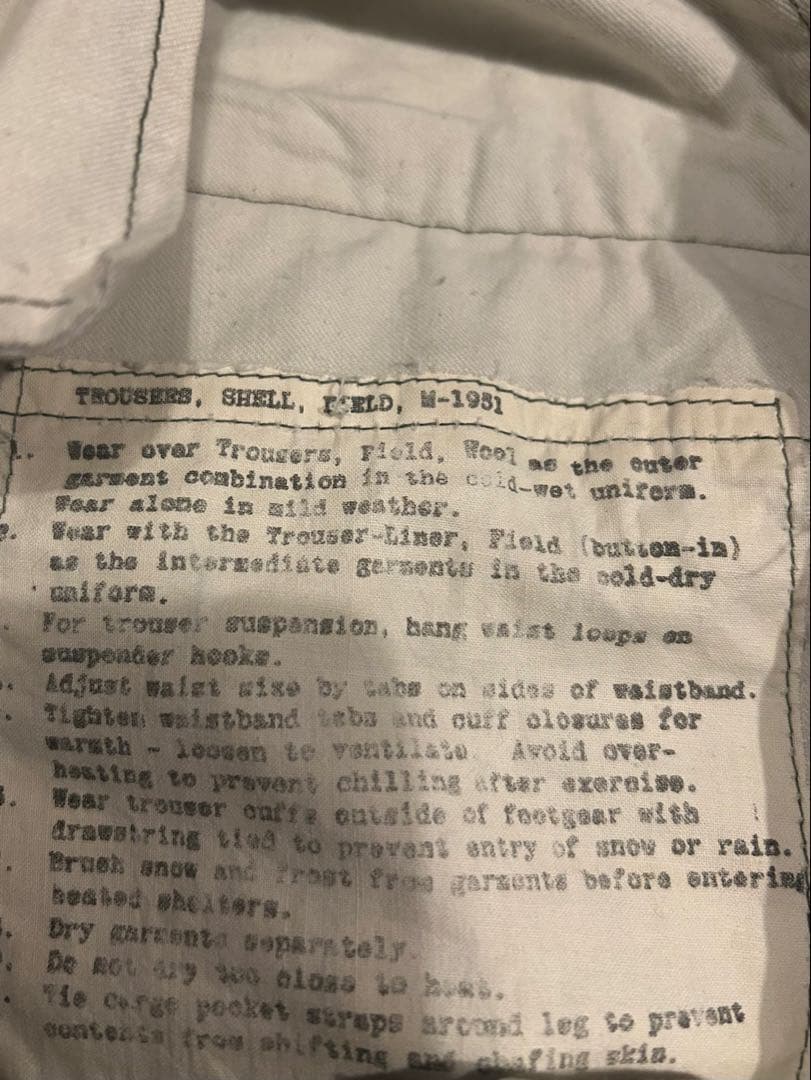 TROUSERS, SHELL, FIELD, M-1951
1. Wear over Trousers, Field, Wool as the outer
garment combination in the cold-wet uniform.
Wear alone in mild weather.
2. Wear with the Trouser-Liner, Field (button-in)
as the intermediate garments in the cold-dry
uniform.
. For trouser suspension, hang waist loops on
suspender hooks.
. Adjust waist size by tabs on sides of waistband.
. Tighten waistband tabs and cuff closures for
warmth - loosen to ventilate. Avoid over-
heating to prevent chilling after exercise.
. Wear trouser cuffs outside of footgear with
drawstring tied to prevent entry of snow or rain.
. Brush snow and frost from garments before entering
heated shelters.
. Dry garments separately.
. Do not dry too close to heat.
. Tie cargo pocket straps around leg to prevent
contents from shifting and chafing skin.